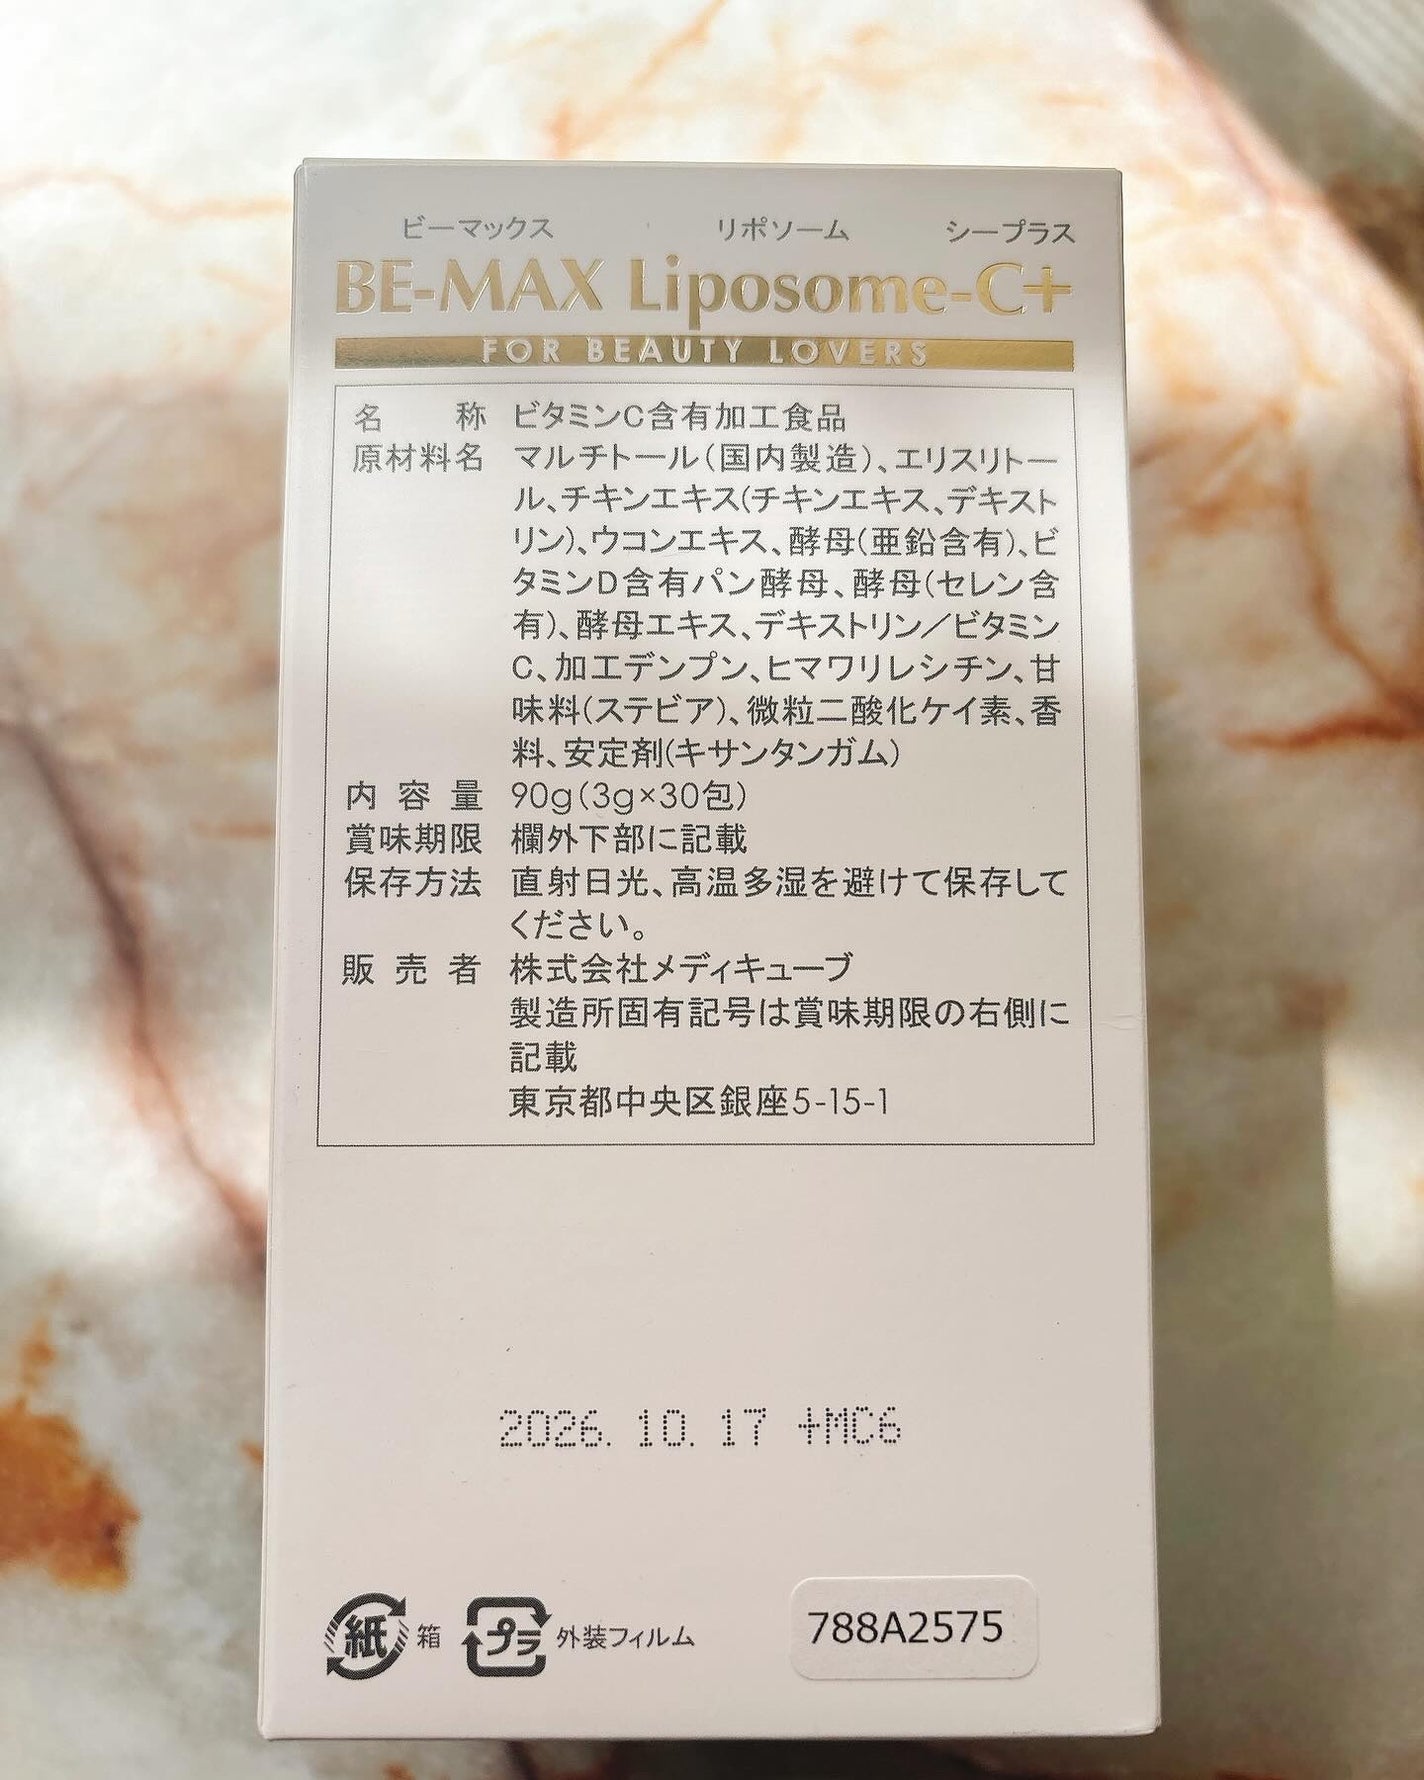 ビーマックス リポソーム シープラス
BE-MAX Liposome-C+
FOR BEAUTY LOVERS
名称 ビタミンC含有加工食品
原材料名 マルチトール(国内製造)、エリスリトー
ル、チキンエキス(チキンエキス、デキスト
リン)、ウコンエキス、酵母(亜鉛含有)、ビ
タミンD含有パン酵母、酵母(セレン含
有)、酵母エキス、デキストリン/ビタミン
C、加工デンプン、ヒマワリレシチン、甘
味料(ステビア)、微粒二酸化ケイ素、香
料、安定剤(キサンタンガム)
内容量 90g(3g×30包)
賞味期限 欄外下部に記載
保存方法 直射日光、高温多湿を避けて保存して
ください。
販売者 株式会社メディキューブ
製造所固有記号は賞味期限の右側に
記載
東京都中央区銀座5-15-1
2026.10.17 +MC6
紙 箱 プラ 外装フィルム
788A2575